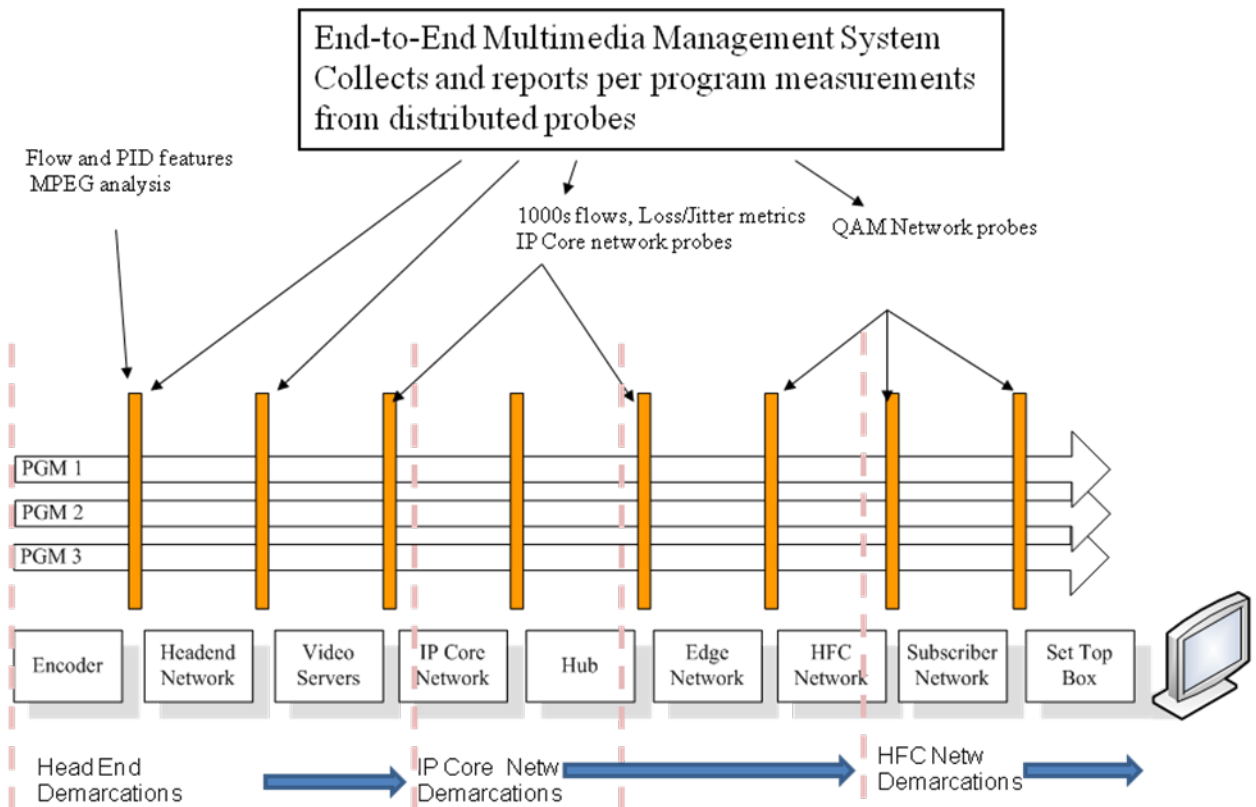 End-to-End Multimedia Management System
Collects and reports per program measurements
from distributed probes
Flow and PID features
MPEG analysis
1000s flows, Loss/Jitter metrics
IP Core network probes
QAM Network probes
PGM 1
PGM 2
PGM 3
Encoder
Headend
Network
Video
Servers
IP Core
Network
Hub
Edge
Network
HFC
Network
Subscriber
Network
Set Top
Box
Head End
Demarcations
IP Core Netw
Demarcations
HFC Netw
Demarcations